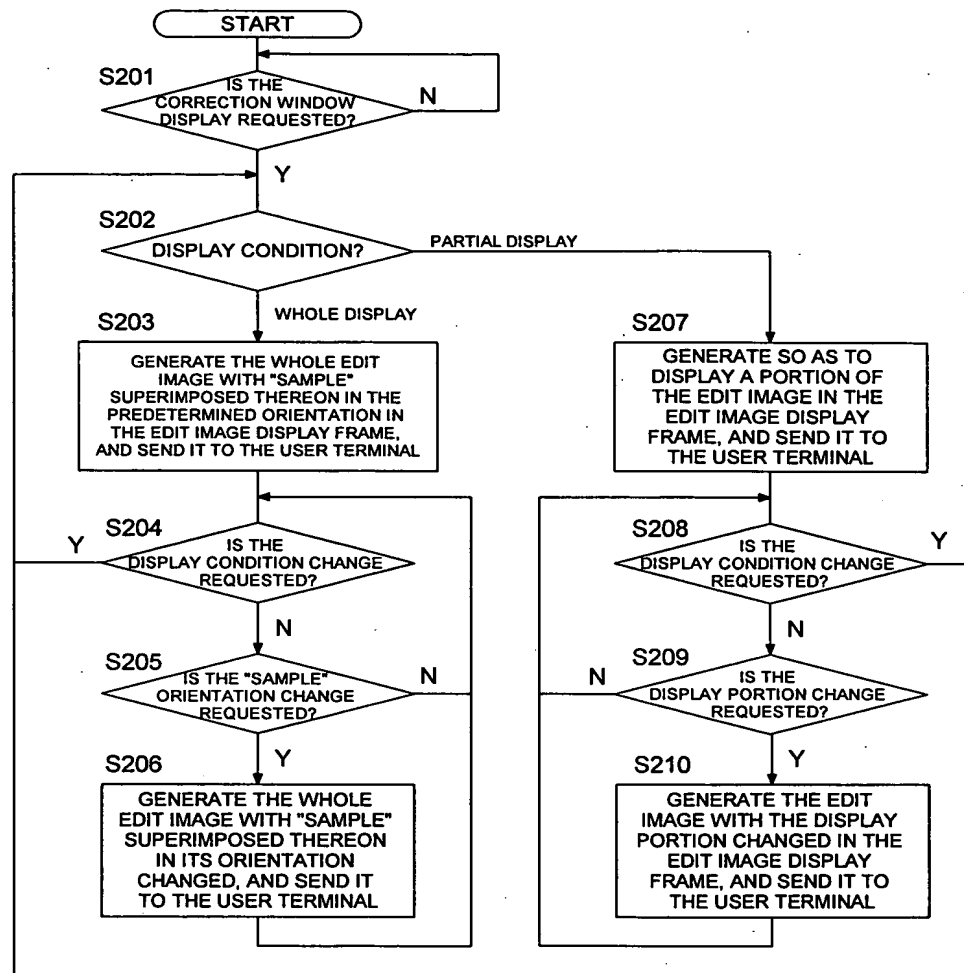 START
S201
IS THE
CORRECTION WINDOW
DISPLAY REQUESTED?
N
Y
S202
DISPLAY CONDITION?
PARTIAL DISPLAY
WHOLE DISPLAY
S203
GENERATE THE WHOLE EDIT
IMAGE WITH "SAMPLE"
SUPERIMPOSED THEREON IN THE
PREDETERMINED ORIENTATION IN
THE EDIT IMAGE DISPLAY FRAME,
AND SEND IT TO THE USER TERMINAL
S204
Y
IS THE
DISPLAY CONDITION CHANGE
REQUESTED?
N
S205
IS THE "SAMPLE"
ORIENTATION CHANGE
REQUESTED?
N
Y
S206
GENERATE THE WHOLE
EDIT IMAGE WITH "SAMPLE"
SUPERIMPOSED THEREON
IN ITS ORIENTATION
CHANGED, AND SEND IT
TO THE USER TERMINAL
S207
GENERATE SO AS TO
DISPLAY A PORTION OF
THE EDIT IMAGE IN THE
EDIT IMAGE DISPLAY
FRAME, AND SEND IT TO
THE USER TERMINAL
S208
IS THE
DISPLAY CONDITION CHANGE
REQUESTED?
Y
N
S209
N
IS THE
DISPLAY PORTION CHANGE
REQUESTED?
Y
S210
GENERATE THE EDIT
IMAGE WITH THE DISPLAY
PORTION CHANGED IN THE
EDIT IMAGE DISPLAY
FRAME, AND SEND IT TO
THE USER TERMINAL